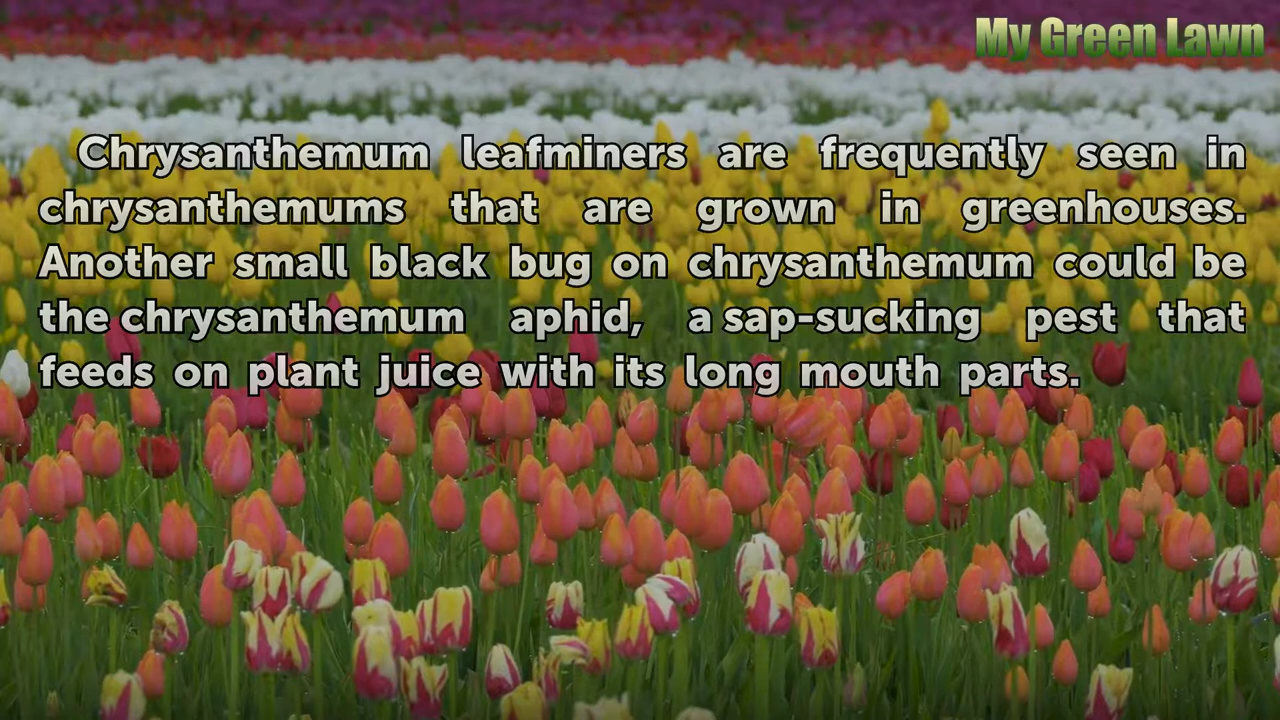 My Green Lawn
Chrysanthemum leafminers are frequently seen in
chrysanthemums that are grown in greenhouses.
Another small black bug on chrysanthemum could be
the chrysanthemum aphid, a sap-sucking pest that
feeds on plant juice with its long mouth parts.